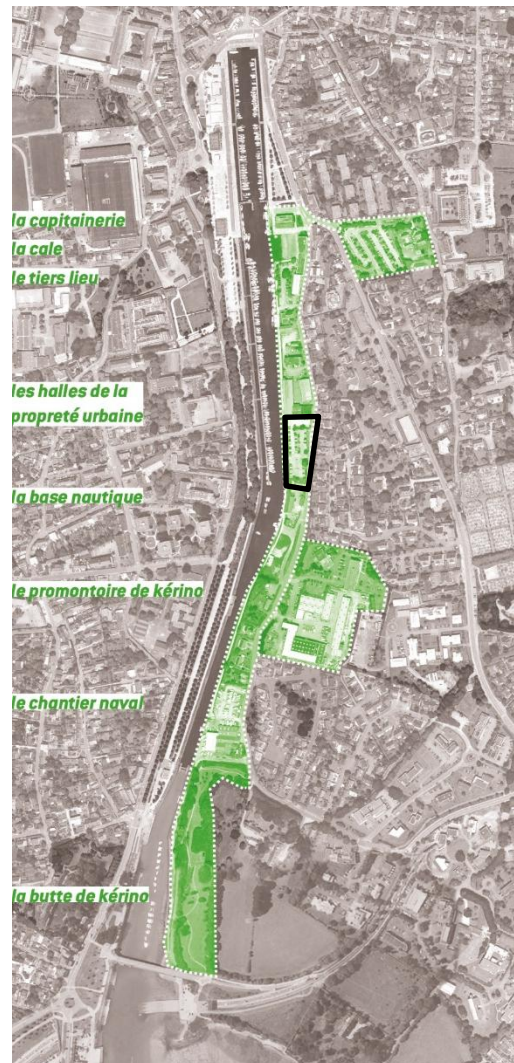 la capitainerie
la cale
le tiers lieu
les halles de la
propreté urbaine
la base nautique
le promontoire de kérino
le chantier naval
la butte de kérino